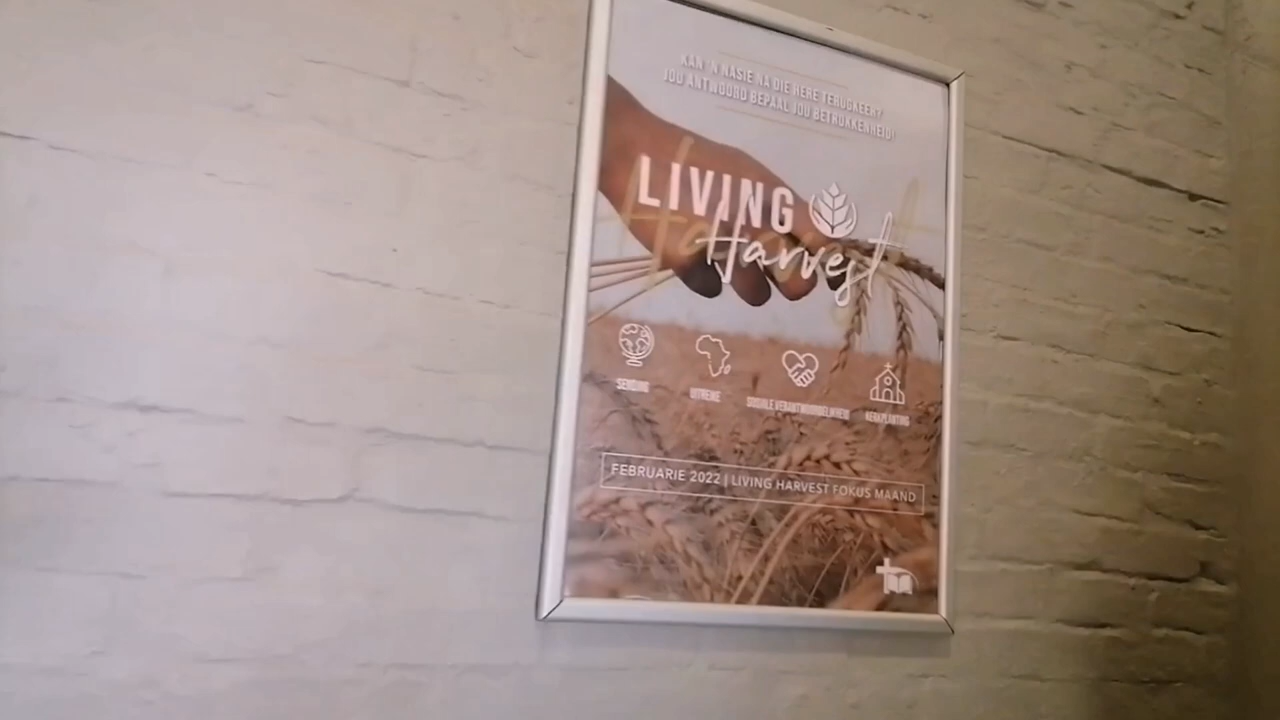 KAN 'N NASIE NA DIE HERE TERUGKEER?
JOU ANTWOORD BEPAAL JOU BETROKKENHEID!
LIVING
Harvest
SENDING
UITREIKE
SOSIALE VERANTWOORDELIKHEID
KERKPLANTING
FEBRUARIE 2022 | LIVING HARVEST FOKUS MAAND